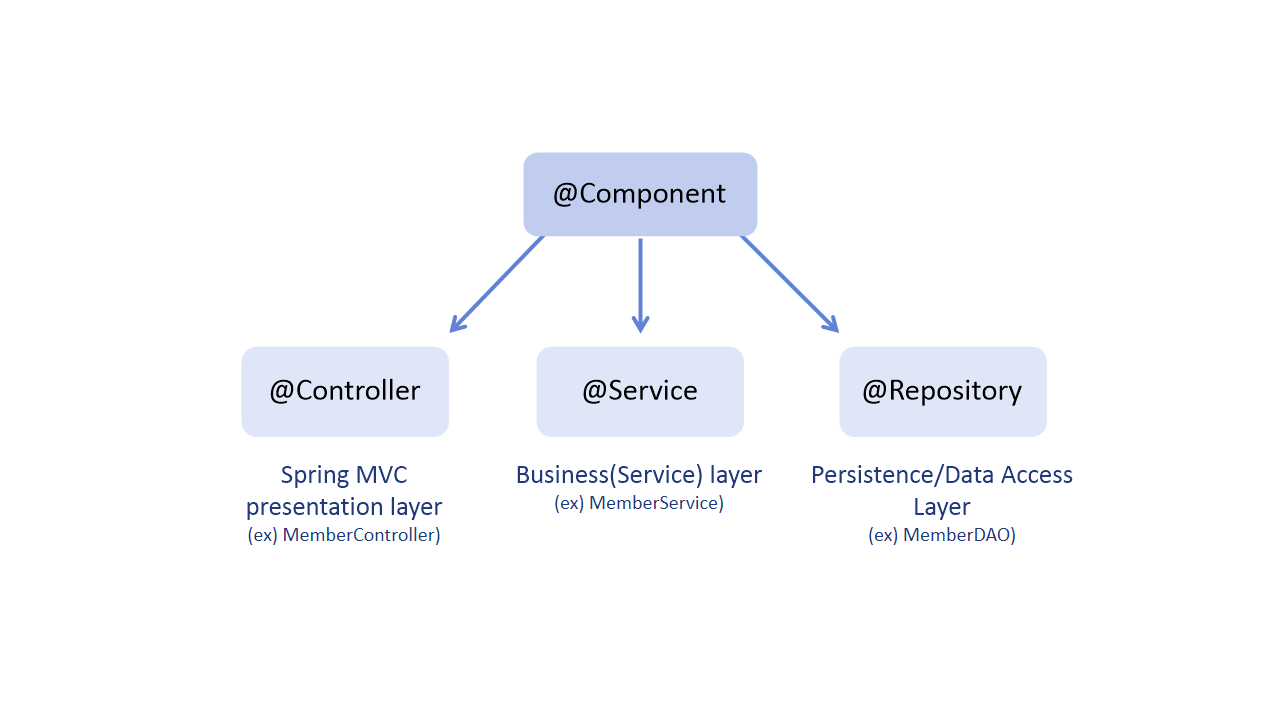 @Component
@Controller
@Service
@Repository
Spring MVC
presentation layer
(ex) MemberController)
Business(Service) layer
(ex) MemberService)
Persistence/Data Access
Layer
(ex) MemberDAO)